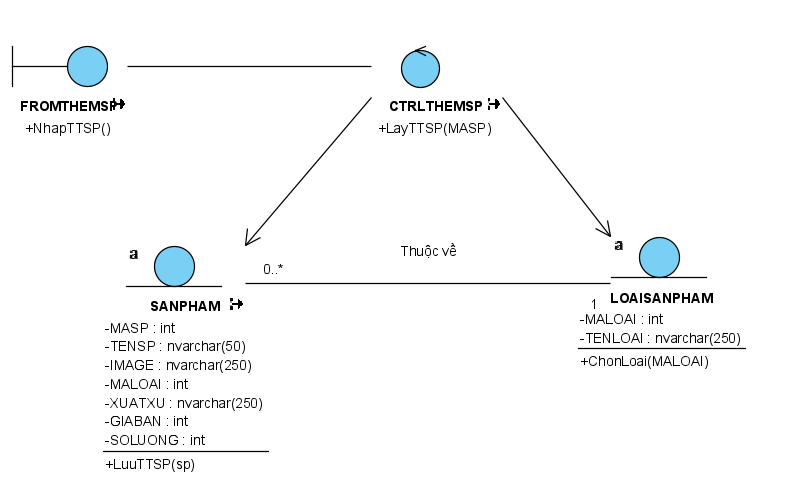 FROMTHEMSP
+NhapTTSP()
CTRLTHEMSP
+LayTTSP(MASP)
a
SANPHAM
-MASP : int
-TENSP : nvarchar(50)
-IMAGE : nvarchar(250)
-MALOAI : int
-XUATXU : nvarchar(250)
-GIABAN : int
-SOLUONG : int
+LuuTTSP(sp)
0..*
Thuộc về
1
a
LOAISANPHAM
-MALOAI : int
-TENLOAI : nvarchar(250)
+ChonLoai(MALOAI)